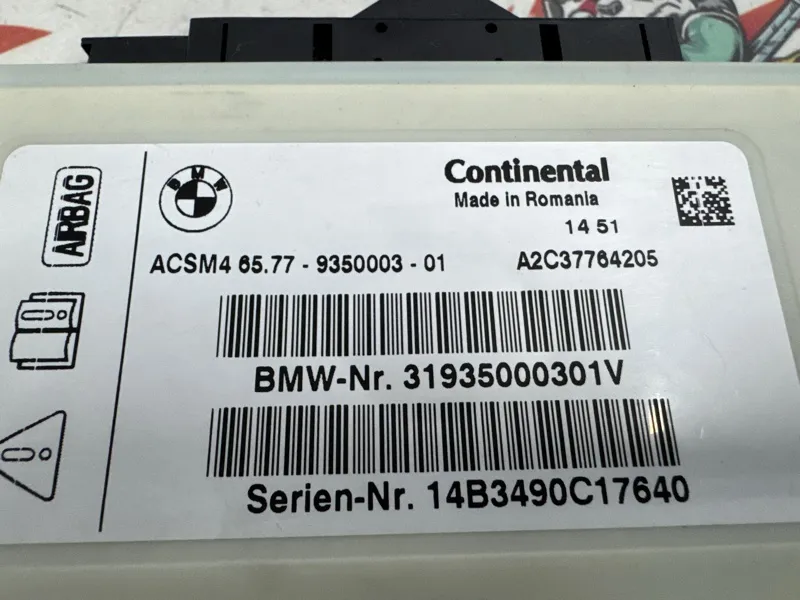 AIRBAG
BMW
Continental
Made in Romania
14 51
ACSM4 65.77 - 9350003 - 01
A2C37764205
BMW-Nr. 31935000301V
Serien-Nr. 14B3490C17640